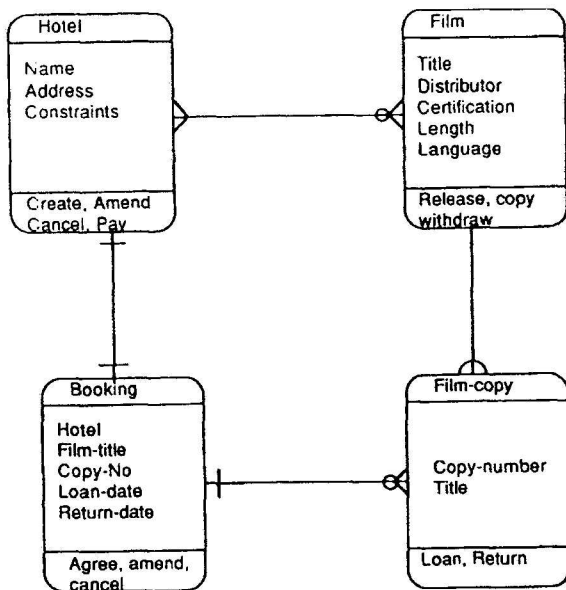 Hotel
Name
Address
Constraints
Create, Amend
Cancel, Pay
Film
Title
Distributor
Certification
Length
Language
Release, copy
withdraw
Booking
Hotel
Film-title
Copy-No
Loan-date
Return-date
Agree, amend,
cancel
Film-copy
Copy-number
Title
Loan, Return